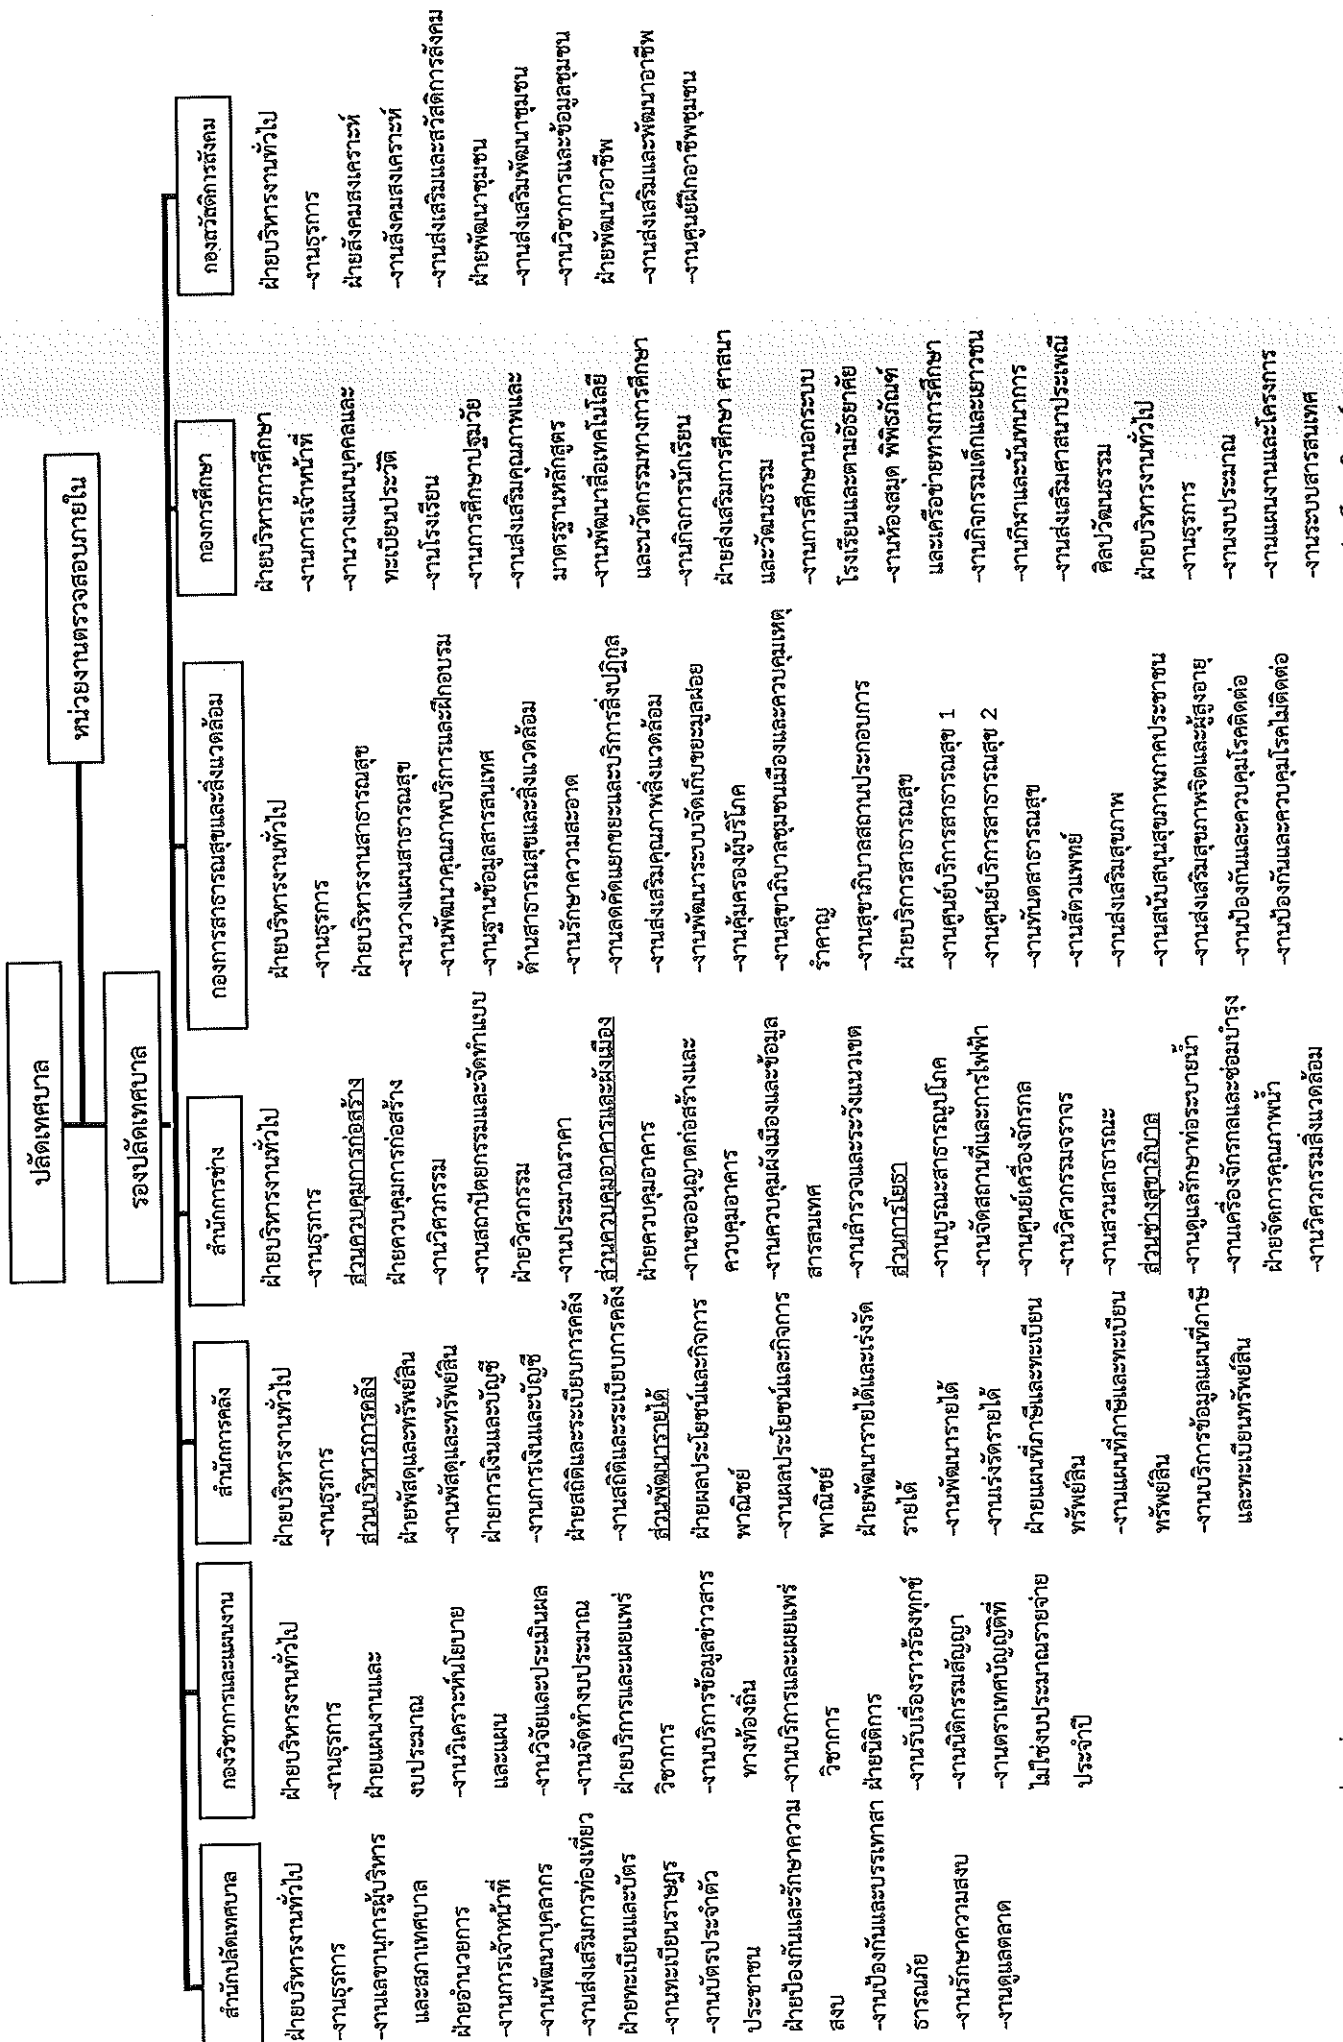 ปลัดเทศบาล
หน่วยงานตรวจสอบภายใน
รองปลัดเทศบาล
สำนักปลัดเทศบาล
ฝ่ายบริหารงานทั่วไป
-งานธุรการ
-งานเลขานุการผู้บริหาร
และสภาเทศบาล
ฝ่ายอำนวยการ
-งานการเจ้าหน้าที่
-งานพัฒนาบุคลากร
-งานส่งเสริมการท่องเที่ยว
ฝ่ายทะเบียนและบัตร
-งานทะเบียนราษฎร
-งานบัตรประจำตัว
ประชาชน
ฝ่ายป้องกันและรักษาความ
สงบ
-งานป้องกันและบรรเทาสา
ธารณภัย
-งานรักษาความสงบ
-งานดูแลตลาด
กองวิชาการและแผนงาน
ฝ่ายบริหารงานทั่วไป
-งานธุรการ
ฝ่ายแผนงานและ
งบประมาณ
-งานวิเคราะห์นโยบาย
และแผน
-งานวิจัยและประเมินผล
-งานจัดทำงบประมาณ
ฝ่ายบริการและเผยแพร่
วิชาการ
-งานบริการข้อมูลข่าวสาร
ทางท้องถิ่น
-งานบริการและเผยแพร่
วิชาการ
ฝ่ายนิติการ
-งานรับเรื่องราวร้องทุกข์
-งานนิติกรรมสัญญา
-งานตราเทศบัญญัติที่
ไม่ใช่งบประมาณรายจ่าย
ประจำปี
สำนักการคลัง
ฝ่ายบริหารงานทั่วไป
-งานธุรการ
ส่วนบริหารการคลัง
ฝ่ายพัสดุและทรัพย์สิน
-งานพัสดุและทรัพย์สิน
ฝ่ายการเงินและบัญชี
-งานการเงินและบัญชี
ฝ่ายสถิติและระเบียบการคลัง
-งานสถิติและระเบียบการคลัง
ส่วนพัฒนารายได้
ฝ่ายผลประโยชน์และกิจการ
พาณิชย์
-งานผลประโยชน์และกิจการ
พาณิชย์
ฝ่ายพัฒนารายได้และเร่งรัด
รายได้
-งานพัฒนารายได้
-งานเร่งรัดรายได้
ฝ่ายแผนที่ภาษีและทะเบียน
ทรัพย์สิน
-งานแผนที่ภาษีและทะเบียน
ทรัพย์สิน
-งานบริการข้อมูลแผนที่ภาษี
และทะเบียนทรัพย์สิน
สำนักการช่าง
ฝ่ายบริหารงานทั่วไป
-งานธุรการ
ส่วนควบคุมการก่อสร้าง
ฝ่ายควบคุมการก่อสร้าง
-งานวิศวกรรม
-งานสถาปัตยกรรมและจัดทำแบบ
ฝ่ายวิศวกรรม
-งานประมาณราคา
ส่วนควบคุมอาคารและผังเมือง
ฝ่ายควบคุมอาคาร
-งานขออนุญาตก่อสร้างและ
ควบคุมอาคาร
-งานควบคุมผังเมืองและข้อมูล
สารสนเทศ
-งานสำรวจและระวังแนวเขต
ส่วนการโยธา
-งานบูรณะสาธารณูปโภค
-งานจัดสถานที่และการไฟฟ้า
-งานศูนย์เครื่องจักรกล
-งานวิศวกรรมจราจร
-งานสวนสาธารณะ
ส่วนช่างสุขาภิบาล
-งานดูแลรักษาท่อระบายน้ำ
-งานเครื่องจักรกลและซ่อมบำรุง
ฝ่ายจัดการคุณภาพน้ำ
-งานวิศวกรรมสิ่งแวดล้อม
กองการสาธารณสุขและสิ่งแวดล้อม
ฝ่ายบริหารงานทั่วไป
-งานธุรการ
ฝ่ายบริหารงานสาธารณสุข
-งานวางแผนสาธารณสุข
-งานพัฒนาคุณภาพบริการและฝึกอบรม
-งานฐานข้อมูลสารสนเทศ
ด้านสาธารณสุขและสิ่งแวดล้อม
-งานรักษาความสะอาด
-งานลดคัดแยกขยะและบริการสิ่งปฏิกูล
-งานส่งเสริมคุณภาพสิ่งแวดล้อม
-งานพัฒนาระบบจัดเก็บขยะมูลฝอย
-งานคุ้มครองผู้บริโภค
-งานสุขาภิบาลชุมชนเมืองและควบคุมเหตุ
รำคาญ
-งานสุขาภิบาลสถานประกอบการ
ฝ่ายบริการสาธารณสุข
-งานศูนย์บริการสาธารณสุข 1
-งานศูนย์บริการสาธารณสุข 2
-งานทันตสาธารณสุข
-งานสัตวแพทย์
-งานส่งเสริมสุขภาพ
-งานสนับสนุนสุขภาพภาคประชาชน
-งานส่งเสริมสุขภาพจิตและผู้สูงอายุ
-งานป้องกันและควบคุมโรคติดต่อ
-งานป้องกันและควบคุมโรคไม่ติดต่อ
กองการศึกษา
ฝ่ายบริหารการศึกษา
-งานการเจ้าหน้าที่
-งานวางแผนบุคคลและ
ทะเบียนประวัติ
-งานโรงเรียน
-งานการศึกษาปฐมวัย
-งานส่งเสริมคุณภาพและ
มาตรฐานหลักสูตร
-งานพัฒนาสื่อเทคโนโลยี
และนวัตกรรมทางการศึกษา
-งานกิจการนักเรียน
ฝ่ายส่งเสริมการศึกษา ศาสนา
และวัฒนธรรม
-งานการศึกษานอกระบบ
โรงเรียนและตามอัธยาศัย
-งานห้องสมุด พิพิธภัณฑ์
และเครือข่ายทางการศึกษา
-งานกิจกรรมเด็กและเยาวชน
-งานกีฬาและนันทนาการ
-งานส่งเสริมศาสนาประเพณี
ศิลปวัฒนธรรม
ฝ่ายบริหารงานทั่วไป
-งานธุรการ
-งานงบประมาณ
-งานแผนงานและโครงการ
-งานระบบสารสนเทศ
กองสวัสดิการสังคม
ฝ่ายบริหารงานทั่วไป
-งานธุรการ
ฝ่ายสังคมสงเคราะห์
-งานสังคมสงเคราะห์
-งานส่งเสริมและสวัสดิการสังคม
ฝ่ายพัฒนาชุมชน
-งานส่งเสริมพัฒนาชุมชน
-งานวิชาการและข้อมูลชุมชน
ฝ่ายพัฒนาอาชีพ
-งานส่งเสริมและพัฒนาอาชีพ
-งานศูนย์ฝึกอาชีพชุมชน